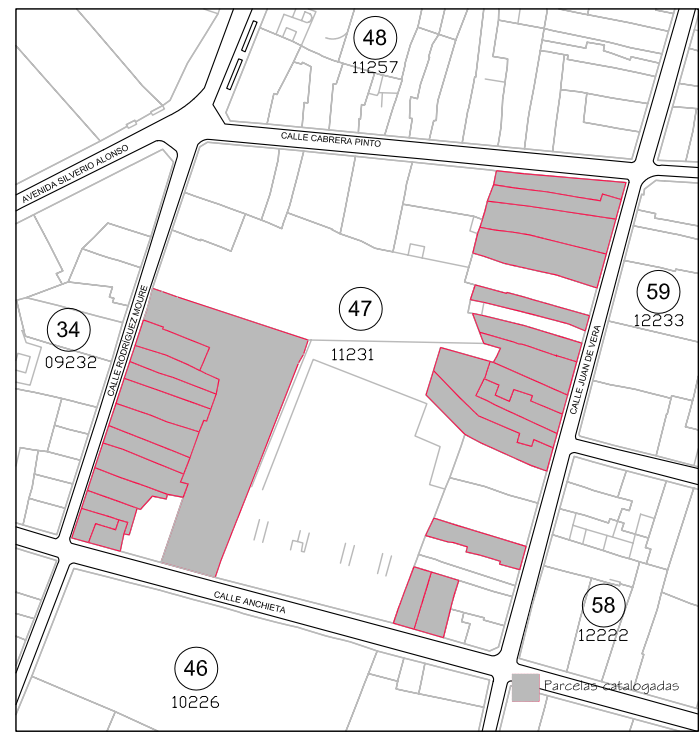 48
11257
CALLE CABRERA PINTO
AVENIDA SILVERIO ALONSO
47
11231
59
12233
34
09232
CALLE RODRIGUEZ MOURE
CALLE JUAN DE VERA
CALLE ANCHIETA
58
12222
46
10226
Parcelas catalogadas